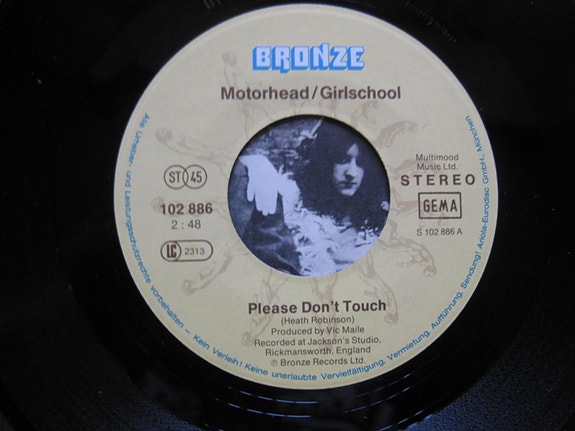 BRONZE
Motorhead/Girlschool
Multimood
Music Ltd.
ST 45
STEREO
102 886
GEMA
2:48
S 102 886 A
LC 2313
Please Don't Touch
(Heath Robinson)
Produced by Vic Maile
Recorded at Jackson's Studio,
Rickmansworth, England
℗ Bronze Records Ltd.
Alle Urheber- und Leistungsschutzrechte vorbehalten – Kein Verleih! Keine unerlaubte Vervielfältigung, Vermietung, Aufführung, Sendung! Ariola-Eurodisc GmbH, München